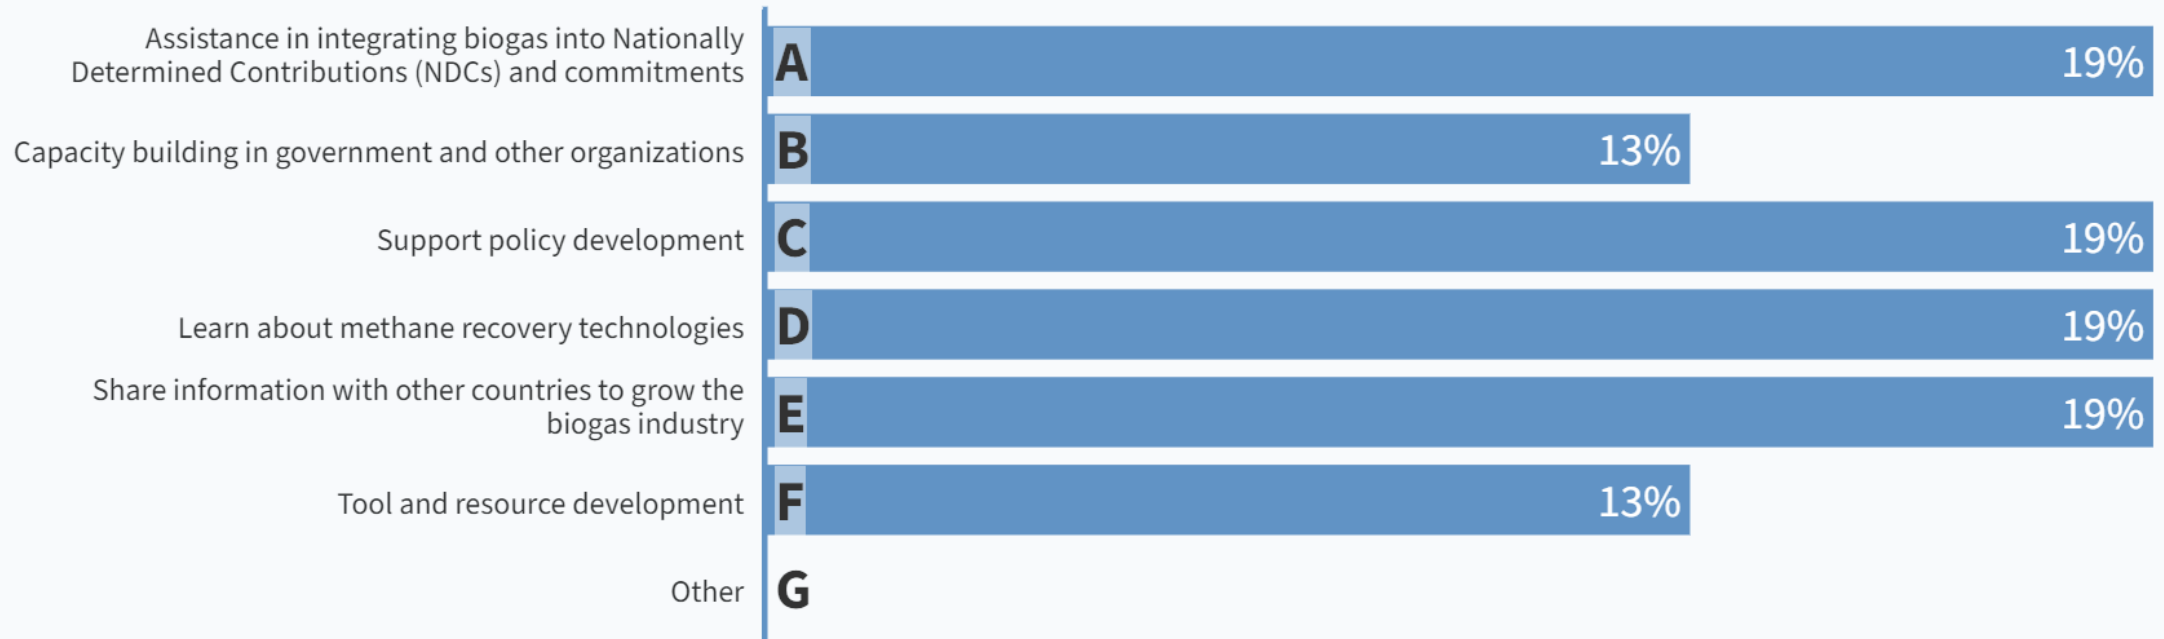 Assistance in integrating biogas into Nationally
Determined Contributions (NDCs) and commitments
A
19%
Capacity building in government and other organizations
B
13%
Support policy development
C
19%
Learn about methane recovery technologies
D
19%
Share information with other countries to grow the
biogas industry
E
19%
Tool and resource development
F
13%
Other
G